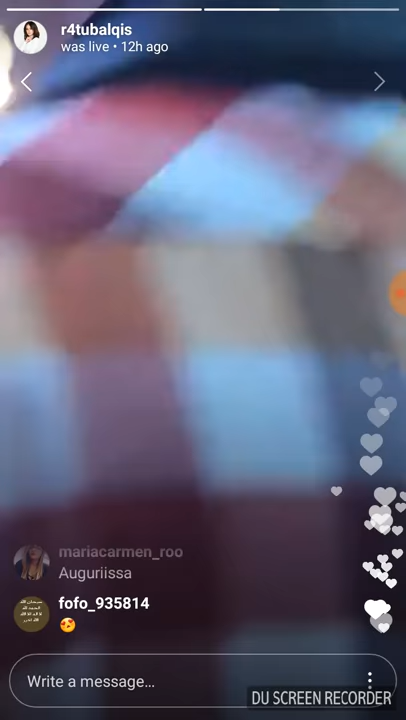 r4tubalqis
was live • 12h ago
mariacarmen_roo
Auguriissa
fofo_935814
😍
Write a message...
DU SCREEN RECORDER